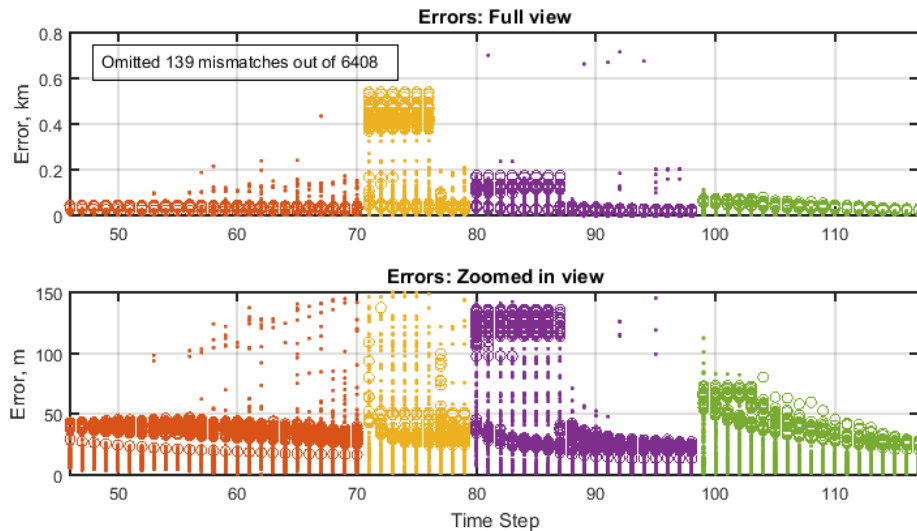 Errors: Full view
0.8
0.6
0.4
0.2
0
Error, km
Omitted 139 mismatches out of 6408
50 60 70 80 90 100 110
Errors: Zoomed in view
150
100
50
0
Error, m
50 60 70 80 90 100 110
Time Step